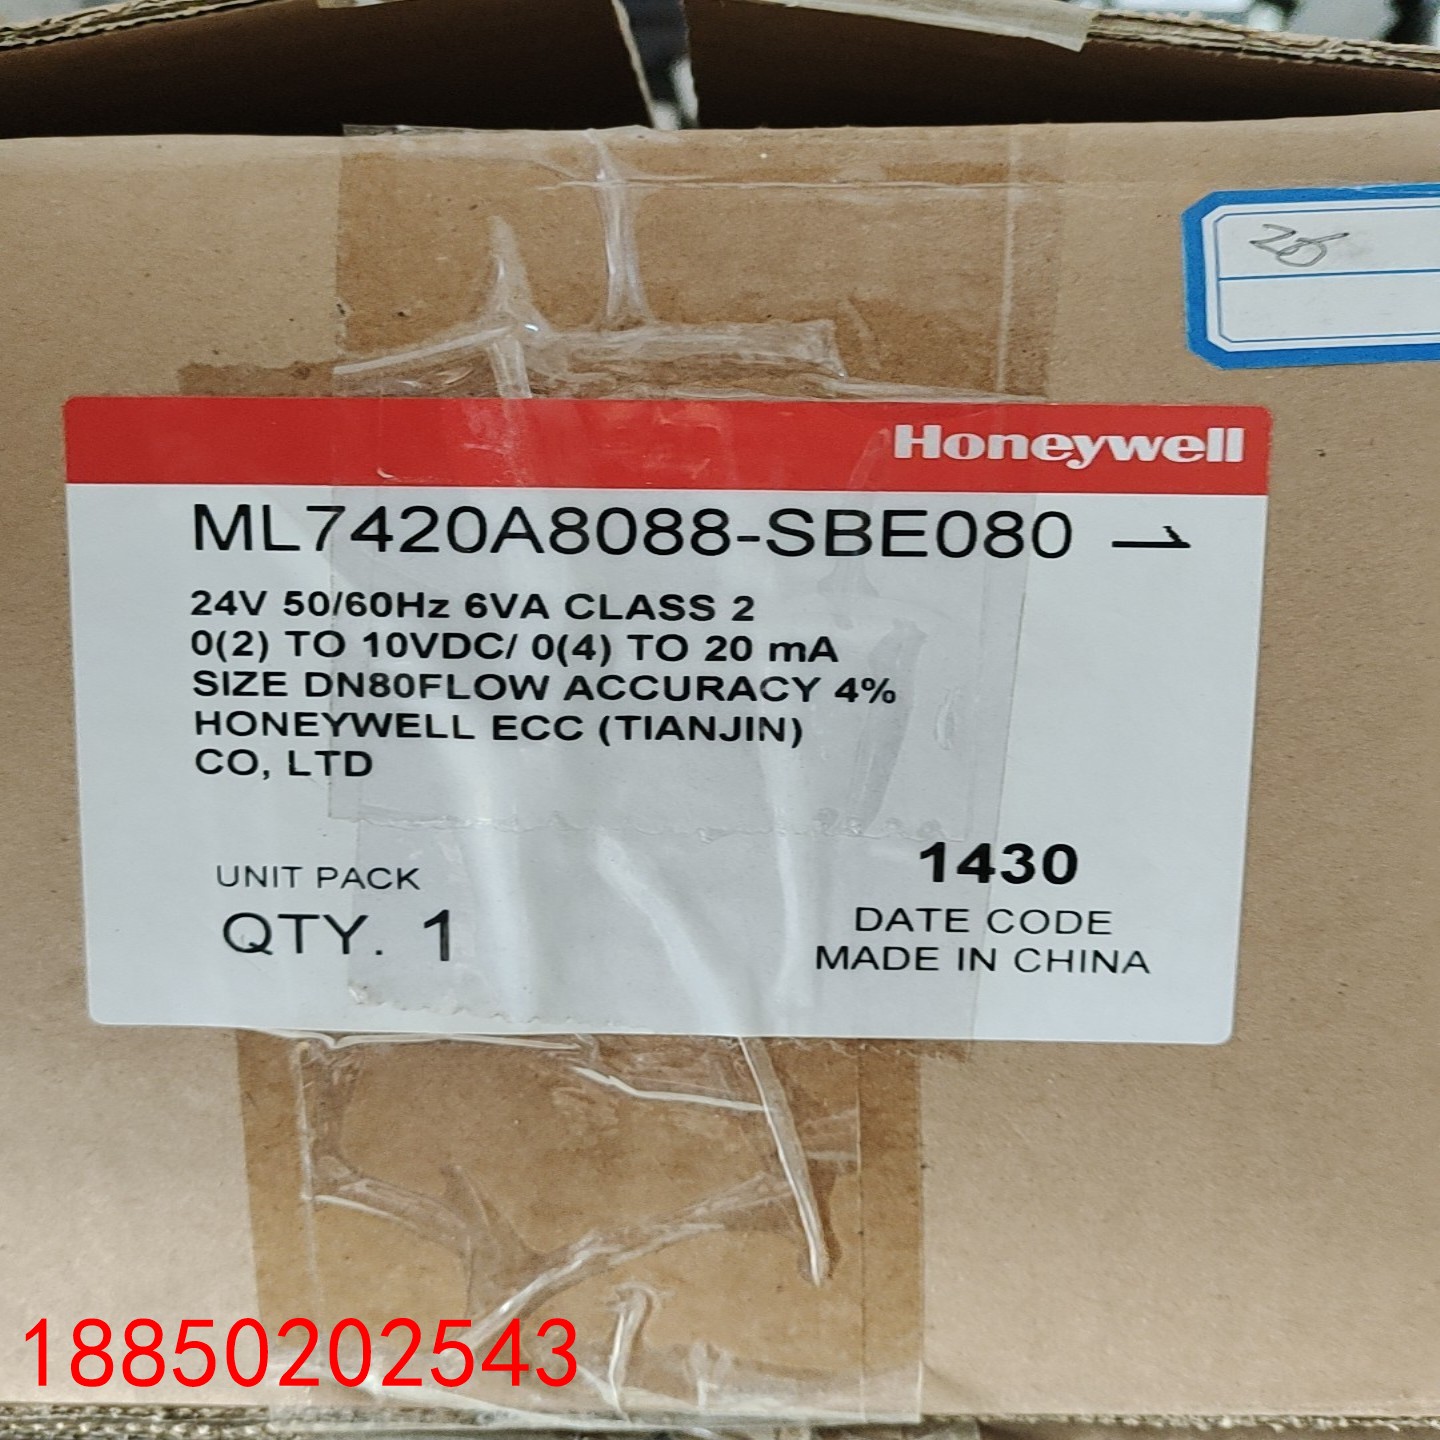 26
Honeywell
ML7420A8088-SBE080
24V 50/60Hz 6VA CLASS 2
0(2) TO 10VDC/ 0(4) TO 20 mA
SIZE DN80FLOW ACCURACY 4%
HONEYWELL ECC (TIANJIN)
CO, LTD
1430
UNIT PACK
DATE CODE
QTY. 1
MADE IN CHINA
18850202543